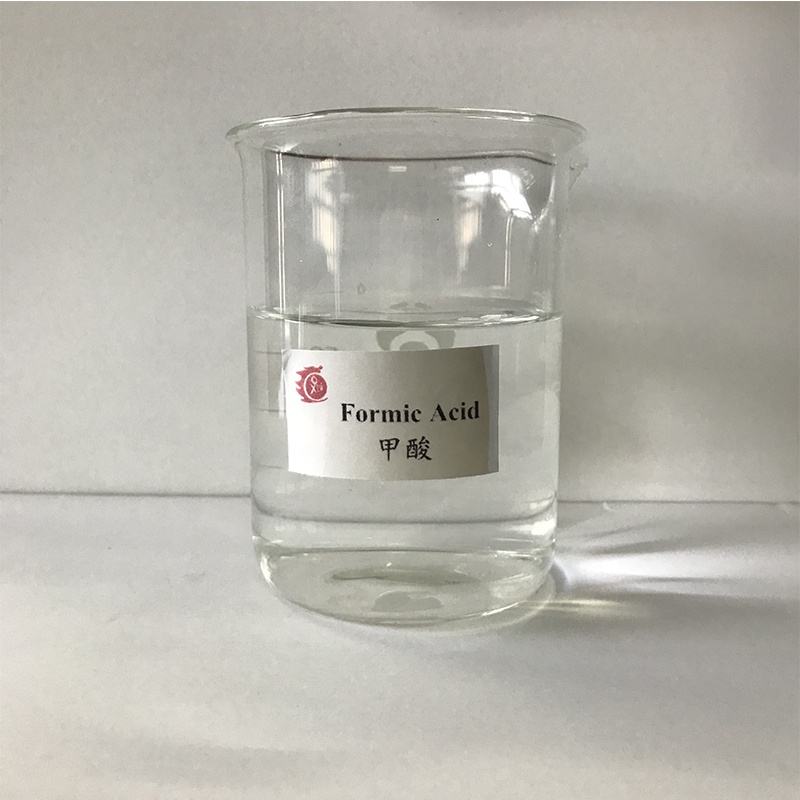 Formic Acid
甲酸